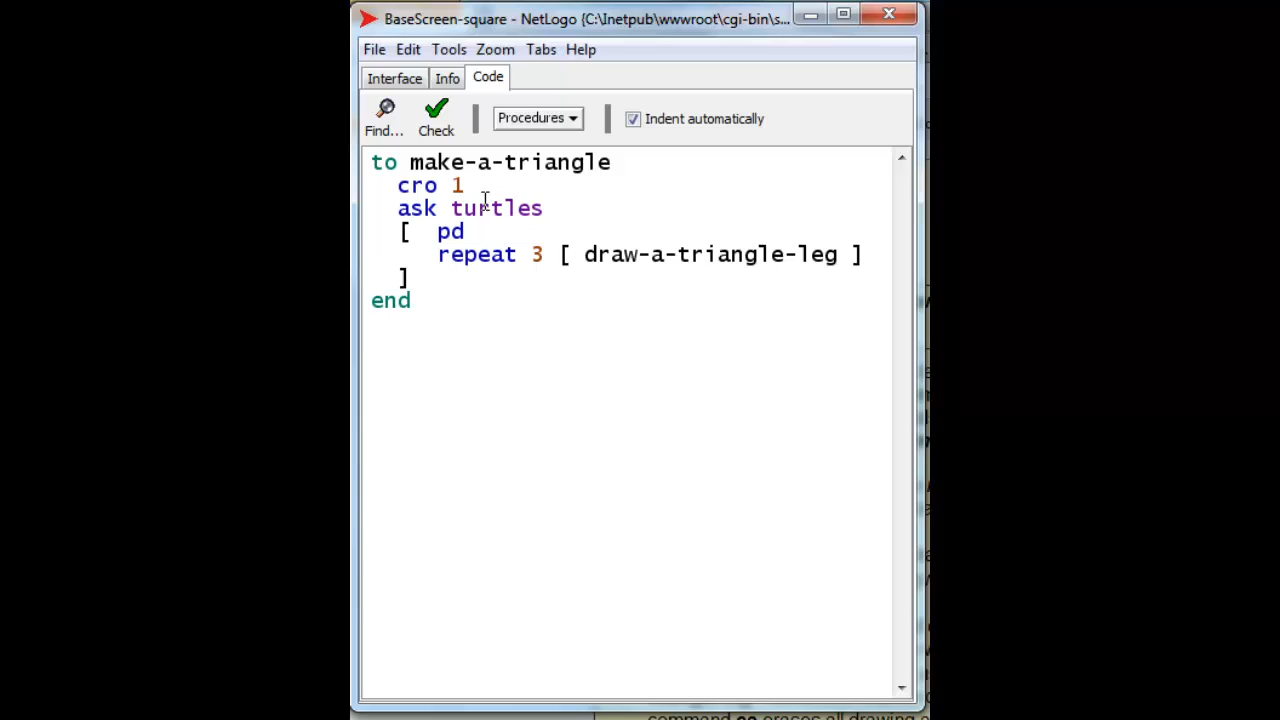 BaseScreen-square - NetLogo {C:\Inetpub\wwwroot\cgi-bin\s...
File Edit Tools Zoom Tabs Help
Interface Info Code
Find... Check Procedures Indent automatically
to make-a-triangle
cro 1
ask turtles
[ pd
repeat 3 [ draw-a-triangle-leg ]
]
end